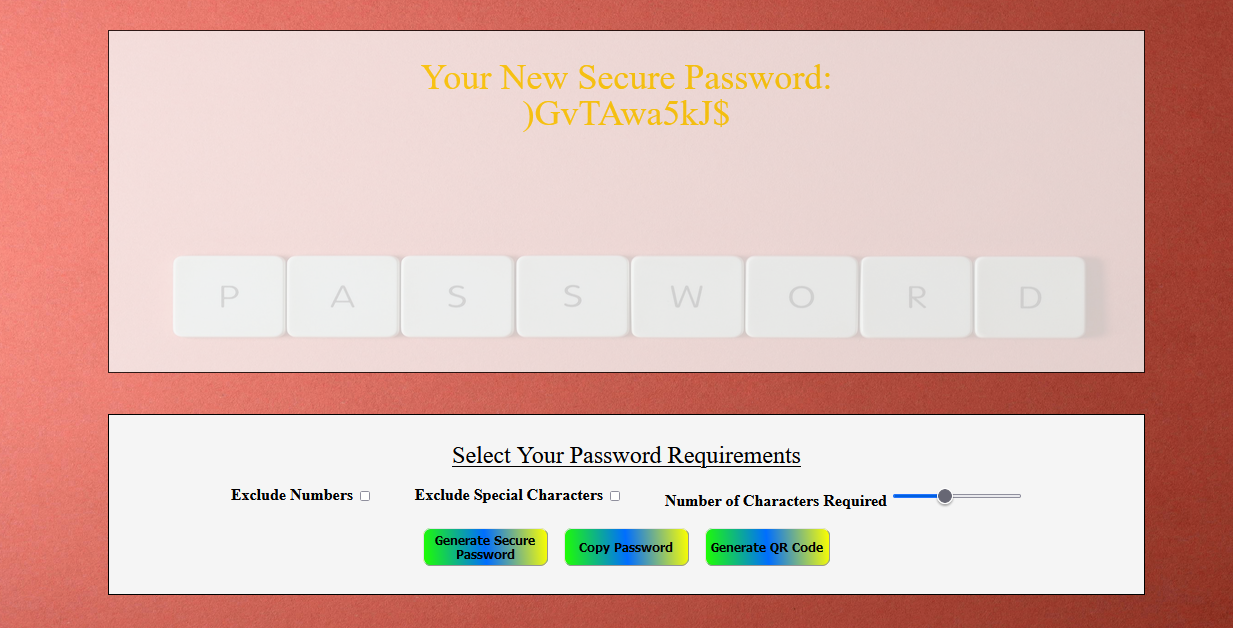 Your New Secure Password:
)GvTAwa5kJ$
P A S S W O R D
Select Your Password Requirements
Exclude Numbers
Exclude Special Characters
Number of Characters Required
Generate Secure
Password
Copy Password
Generate QR Code